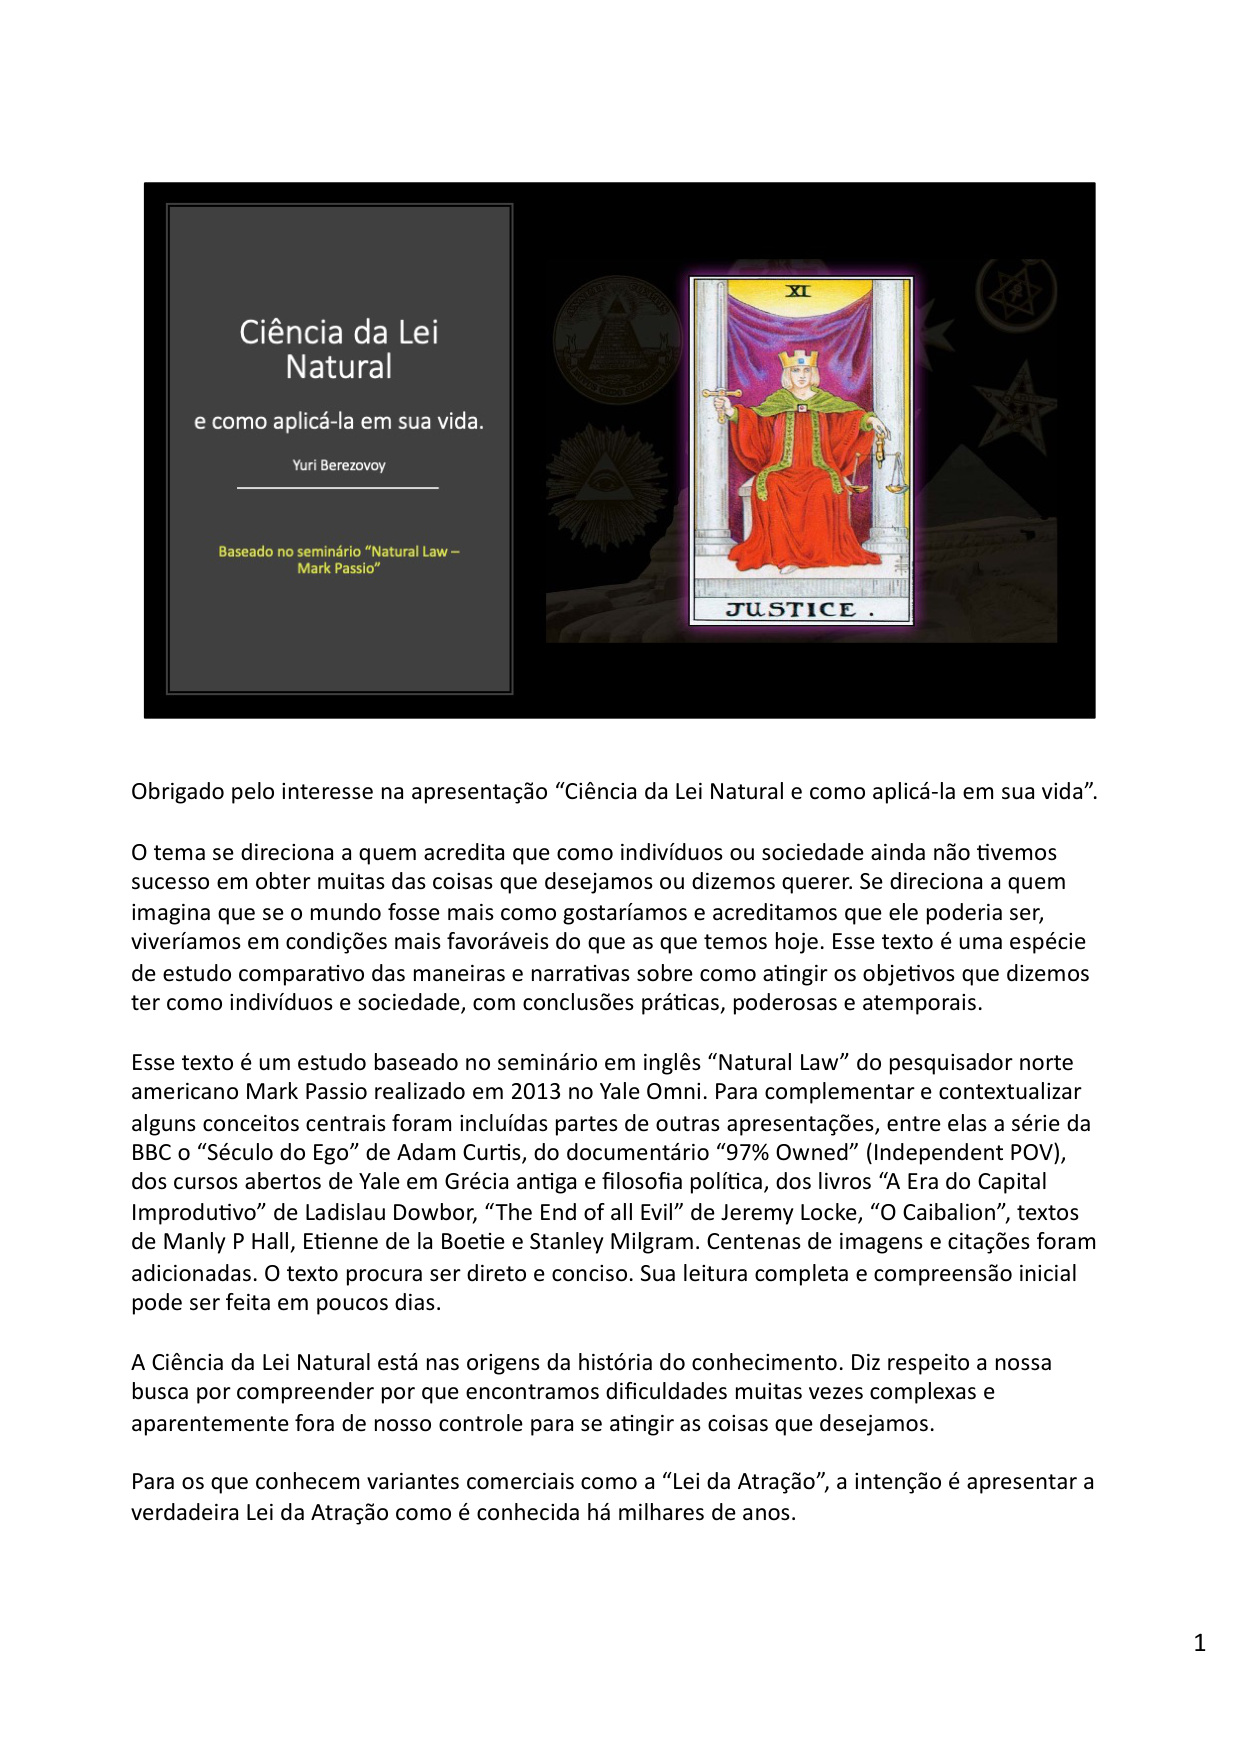 Ciência da Lei
Natural
e como aplicá-la em sua vida.
Yuri Berezovoy
Baseado no seminário “Natural Law –
Mark Passio”
XI
JUSTICE .
Obrigado pelo interesse na apresentação “Ciência da Lei Natural e como aplicá-la em sua vida”.
O tema se direciona a quem acredita que como indivíduos ou sociedade ainda não tivemos
sucesso em obter muitas das coisas que desejamos ou dizemos querer. Se direciona a quem
imagina que se o mundo fosse mais como gostaríamos e acreditamos que ele poderia ser,
viveríamos em condições mais favoráveis do que as que temos hoje. Esse texto é uma espécie
de estudo comparativo das maneiras e narrativas sobre como atingir os objetivos que dizemos
ter como indivíduos e sociedade, com conclusões práticas, poderosas e atemporais.
Esse texto é um estudo baseado no seminário em inglês “Natural Law” do pesquisador norte
americano Mark Passio realizado em 2013 no Yale Omni. Para complementar e contextualizar
alguns conceitos centrais foram incluídas partes de outras apresentações, entre elas a série da
BBC o “Século do Ego” de Adam Curtis, do documentário “97% Owned” (Independent POV),
dos cursos abertos de Yale em Grécia antiga e filosofia política, dos livros “A Era do Capital
Improdutivo” de Ladislau Dowbor, “The End of all Evil” de Jeremy Locke, “O Caibalion”, textos
de Manly P Hall, Etienne de la Boetie e Stanley Milgram. Centenas de imagens e citações foram
adicionadas. O texto procura ser direto e conciso. Sua leitura completa e compreensão inicial
pode ser feita em poucos dias.
A Ciência da Lei Natural está nas origens da história do conhecimento. Diz respeito a nossa
busca por compreender por que encontramos dificuldades muitas vezes complexas e
aparentemente fora de nosso controle para se atingir as coisas que desejamos.
Para os que conhecem variantes comerciais como a “Lei da Atração”, a intenção é apresentar a
verdadeira Lei da Atração como é conhecida há milhares de anos.
1